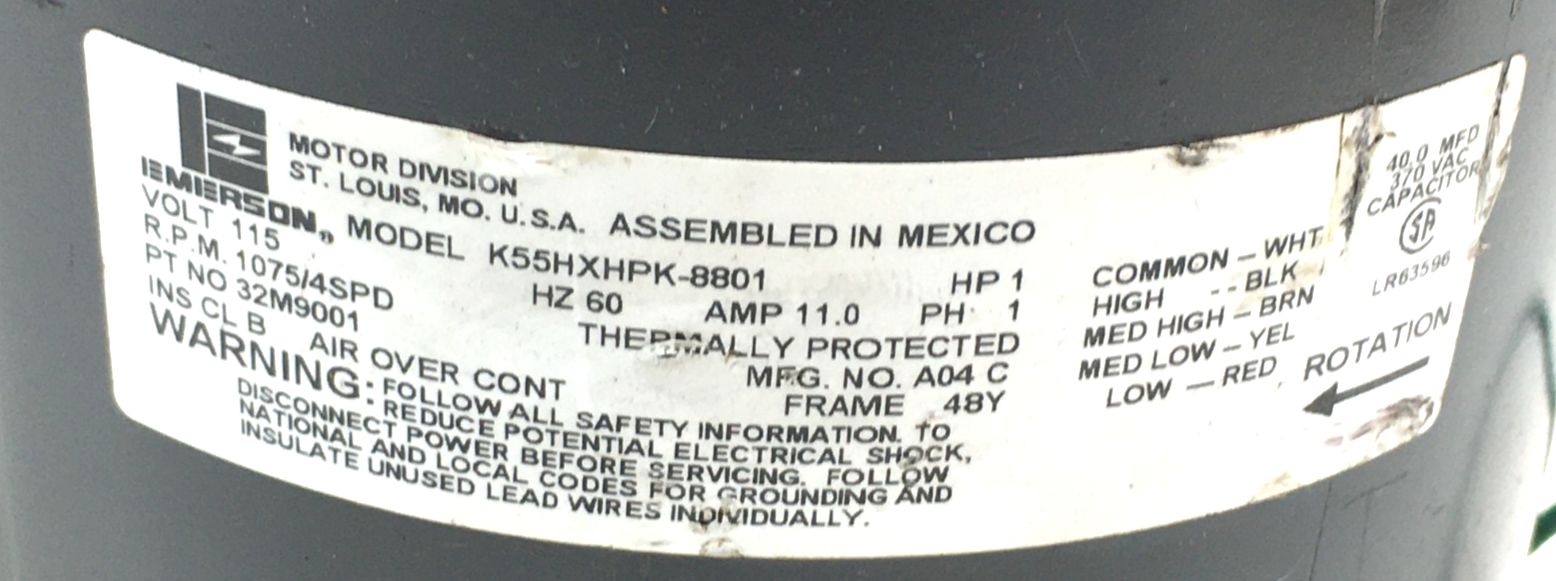 MOTOR DIVISION
ST. LOUIS, MO. U.S.A. ASSEMBLED IN MEXICO
EMERSON® MODEL K55HXHPK-8801 HP 1
VOLT 115 HZ 60 AMP 11.0 PH 1
R.P.M. 1075/4SPD THERMALLY PROTECTED
PT NO 32M9001 MFG. NO. A04 C
INS CL B AIR OVER CONT FRAME 48Y
WARNING: FOLLOW ALL SAFETY INFORMATION. TO
REDUCE POTENTIAL ELECTRICAL SHOCK,
DISCONNECT POWER BEFORE SERVICING. FOLLOW
NATIONAL AND LOCAL CODES FOR GROUNDING AND
INSULATE UNUSED LEAD WIRES INDIVIDUALLY.
COMMON – WHT
HIGH -- BLK
MED HIGH – BRN
MED LOW – YEL
LOW — RED
40.0 MFD
370 VAC
CAPACITOR
SA
LR63596
ROTATION